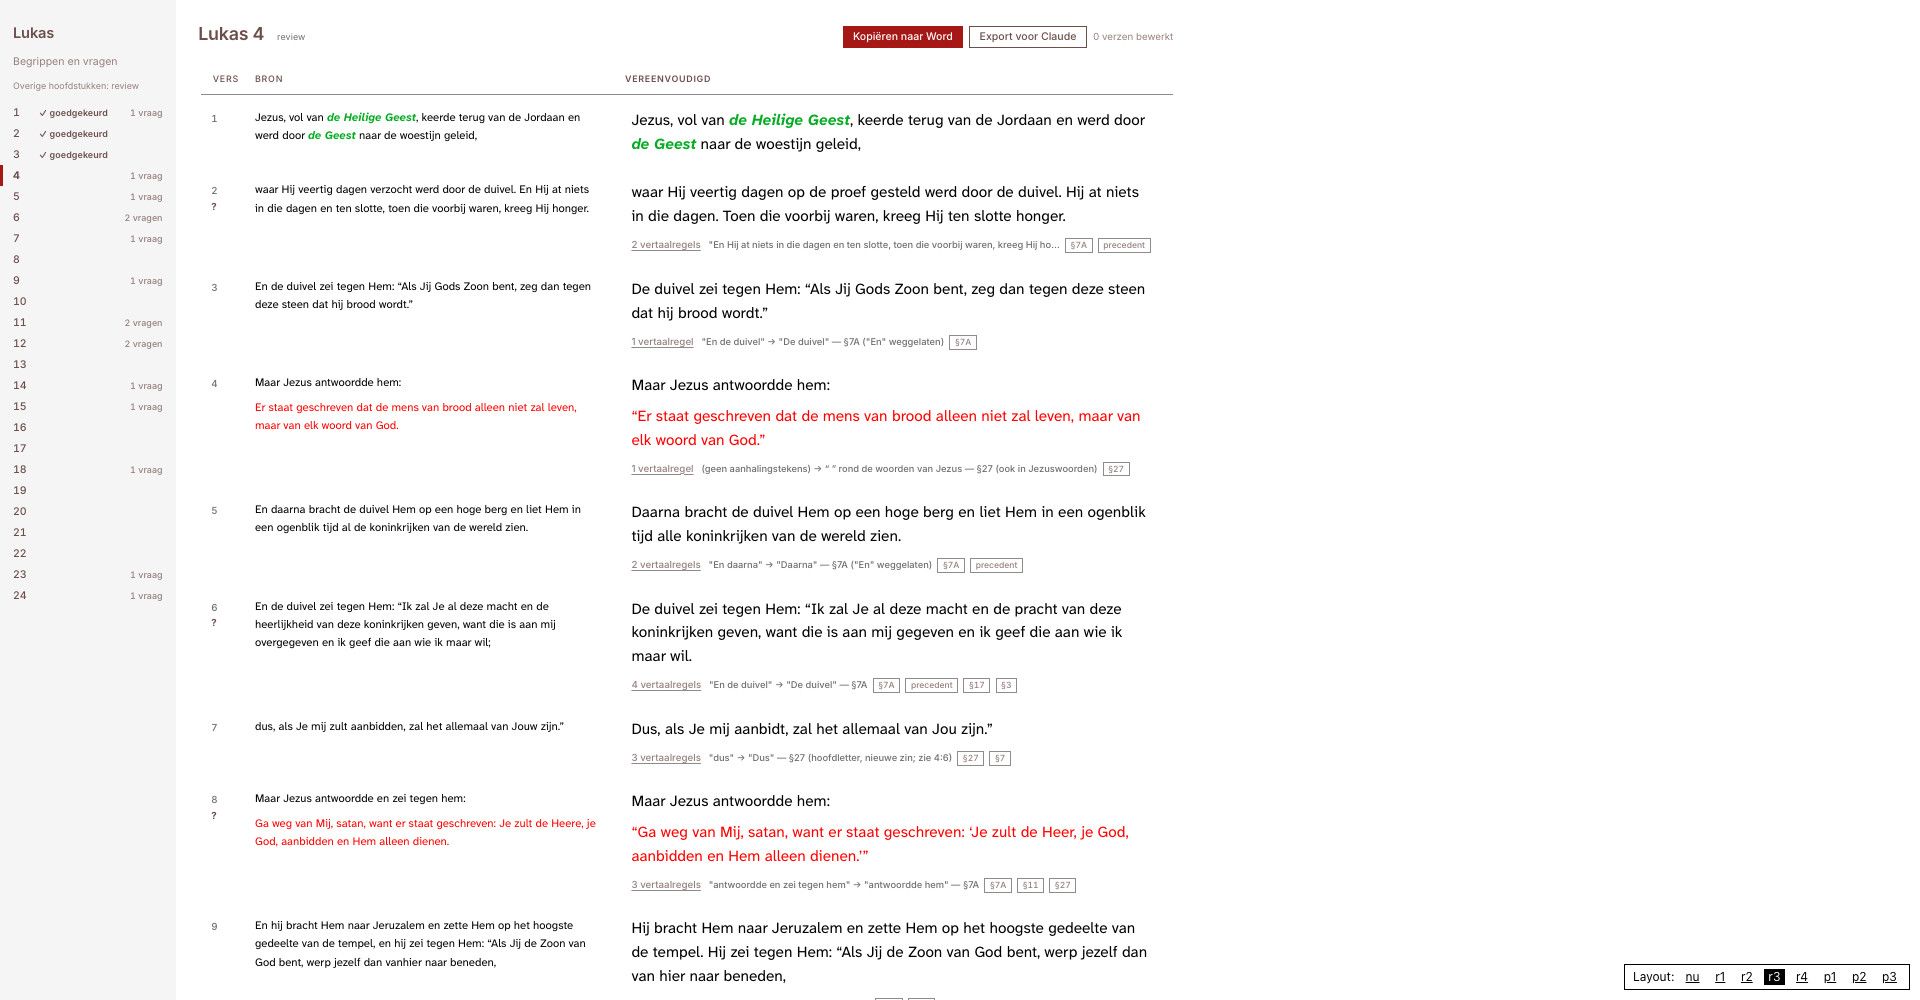 Lukas
Begrippen en vragen
Overige hoofdstukken: review
1 ✓ goedgekeurd 1 vraag
2 ✓ goedgekeurd
3 ✓ goedgekeurd
4 1 vraag
5 1 vraag
6 2 vragen
7 1 vraag
8
9 1 vraag
10
11 2 vragen
12 2 vragen
13
14 1 vraag
15 1 vraag
16
17
18 1 vraag
19
20
21
22
23 1 vraag
24 1 vraag
Lukas 4 review
Kopiëren naar Word Export voor Claude 0 verzen bewerkt
VERS BRON VEREENVOUDIGD
1
Jezus, vol van de Heilige Geest, keerde terug van de Jordaan en
werd door de Geest naar de woestijn geleid,
Jezus, vol van de Heilige Geest, keerde terug van de Jordaan en werd door
de Geest naar de woestijn geleid,
2
?
waar Hij veertig dagen verzocht werd door de duivel. En Hij at niets
in die dagen en ten slotte, toen die voorbij waren, kreeg Hij honger.
waar Hij veertig dagen op de proef gesteld werd door de duivel. Hij at niets
in die dagen. Toen die voorbij waren, kreeg Hij ten slotte honger.
2 vertaalregels "En Hij at niets in die dagen en ten slotte, toen die voorbij waren, kreeg Hij ho... §7A precedent
3
En de duivel zei tegen Hem: “Als Jij Gods Zoon bent, zeg dan tegen
deze steen dat hij brood wordt.”
De duivel zei tegen Hem: “Als Jij Gods Zoon bent, zeg dan tegen deze steen
dat hij brood wordt.”
1 vertaalregel "En de duivel" → "De duivel" — §7A ("En" weggelaten) §7A
4
Maar Jezus antwoordde hem:
Er staat geschreven dat de mens van brood alleen niet zal leven,
maar van elk woord van God.
Maar Jezus antwoordde hem:
“Er staat geschreven dat de mens van brood alleen niet zal leven, maar van
elk woord van God.”
1 vertaalregel (geen aanhalingstekens) → “ ” rond de woorden van Jezus — §27 (ook in Jezuswoorden) §27
5
En daarna bracht de duivel Hem op een hoge berg en liet Hem in
een ogenblik tijd al de koninkrijken van de wereld zien.
Daarna bracht de duivel Hem op een hoge berg en liet Hem in een ogenblik
tijd alle koninkrijken van de wereld zien.
2 vertaalregels "En daarna" → "Daarna" — §7A ("En" weggelaten) §7A precedent
6
?
En de duivel zei tegen Hem: “Ik zal Je al deze macht en de
heerlijkheid van deze koninkrijken geven, want die is aan mij
overgegeven en ik geef die aan wie ik maar wil;
De duivel zei tegen Hem: “Ik zal Je al deze macht en de pracht van deze
koninkrijken geven, want die is aan mij gegeven en ik geef die aan wie ik
maar wil.
4 vertaalregels "En de duivel" → "De duivel" — §7A §7A precedent §17 §3
7
dus, als Je mij zult aanbidden, zal het allemaal van Jouw zijn.”
Dus, als Je mij aanbidt, zal het allemaal van Jou zijn.”
3 vertaalregels "dus" → "Dus" — §27 (hoofdletter, nieuwe zin; zie 4:6) §27 §7
8
?
Maar Jezus antwoordde en zei tegen hem:
Ga weg van Mij, satan, want er staat geschreven: Je zult de Heere, je
God, aanbidden en Hem alleen dienen.
Maar Jezus antwoordde hem:
“Ga weg van Mij, satan, want er staat geschreven: ‘Je zult de Heer, je God,
aanbidden en Hem alleen dienen.’”
3 vertaalregels "antwoordde en zei tegen hem" → "antwoordde hem" — §7A §7A §11 §27
9
En hij bracht Hem naar Jeruzalem en zette Hem op het hoogste
gedeelte van de tempel, en hij zei tegen Hem: “Als Jij de Zoon van
God bent, werp jezelf dan vanhier naar beneden,
Hij bracht Hem naar Jeruzalem en zette Hem op het hoogste gedeelte van
de tempel. Hij zei tegen Hem: “Als Jij de Zoon van God bent, werp jezelf dan
van hier naar beneden,
Layout: nu r1 r2 r3 r4 p1 p2 p3